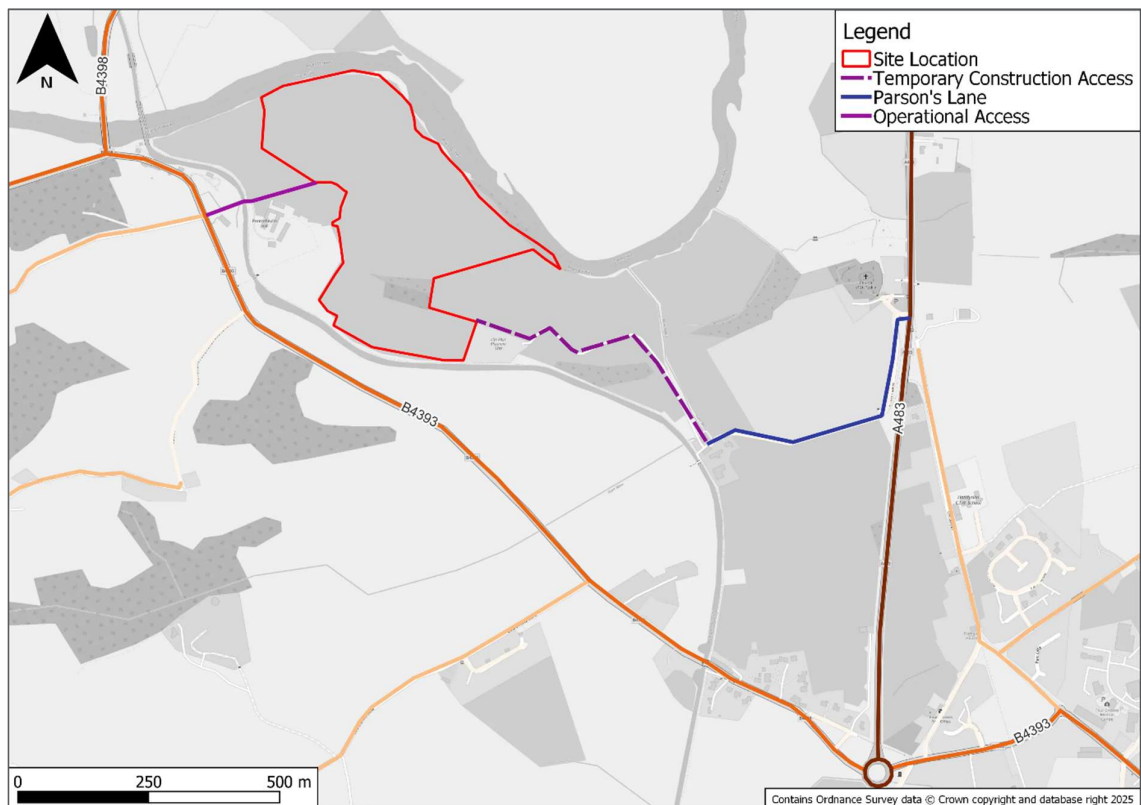 N
B4398
Legend
Site Location
Temporary Construction Access
Parson's Lane
Operational Access
B4393
A483
B4393
0 250 500 m
Contains Ordnance Survey data © Crown copyright and database right 2025